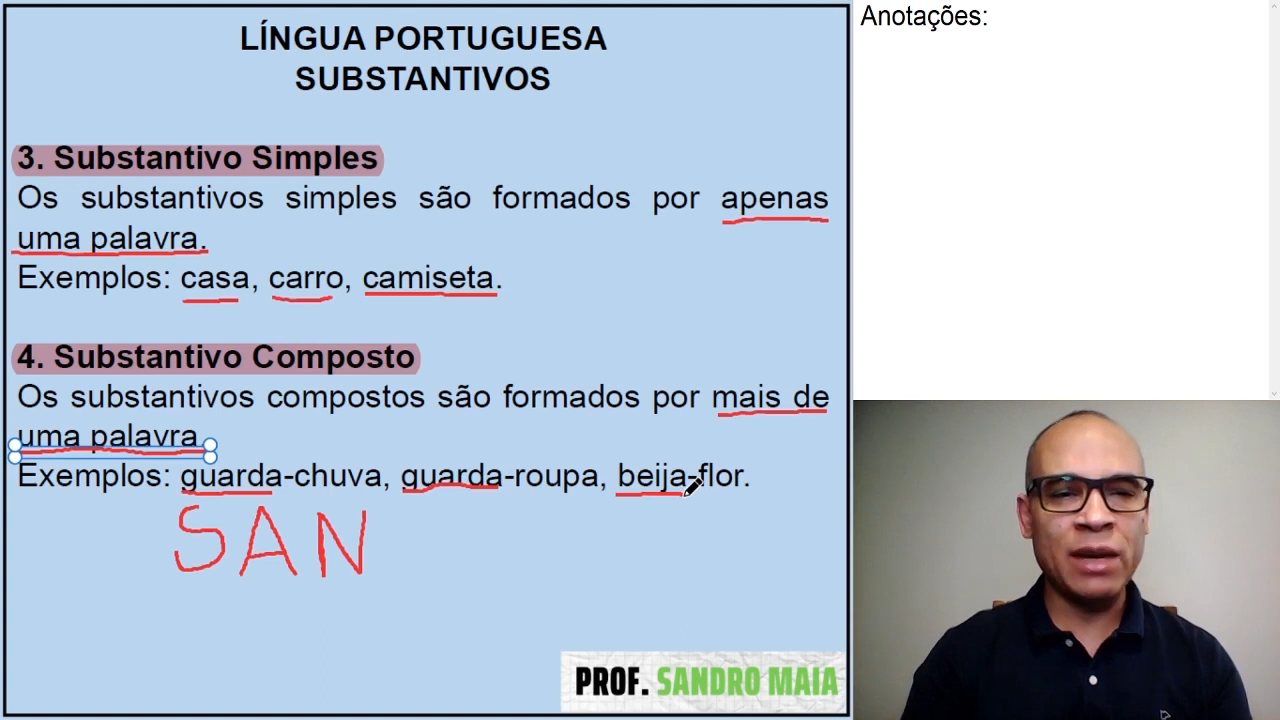 LÍNGUA PORTUGUESA
SUBSTANTIVOS
3. Substantivo Simples
Os substantivos simples são formados por apenas
uma palavra.
Exemplos: casa, carro, camiseta.
4. Substantivo Composto
Os substantivos compostos são formados por mais de
uma palavra.
Exemplos: guarda-chuva, guarda-roupa, beija-flor.
SAN
PROF. SANDRO MAIA
Anotações: